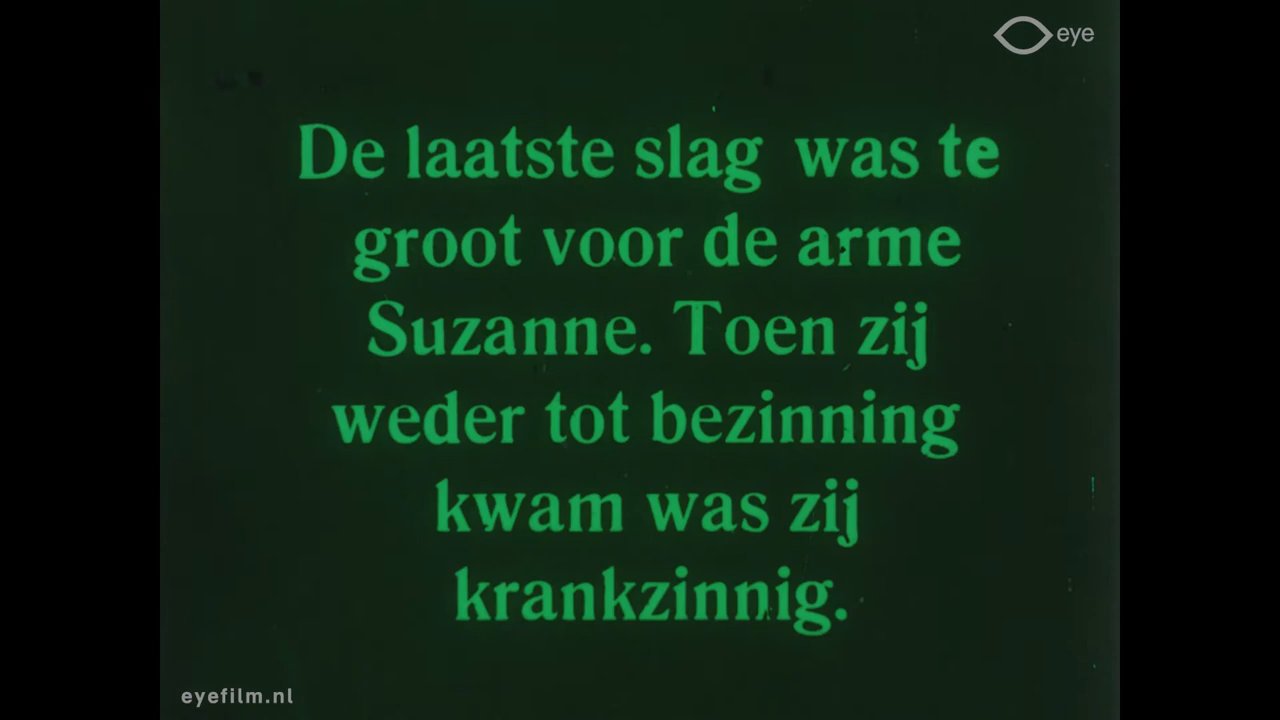 eye
De laatste slag was te
groot voor de arme
Suzanne. Toen zij
weder tot bezinning
kwam was zij
krankzinnig.
eyefilm.nl